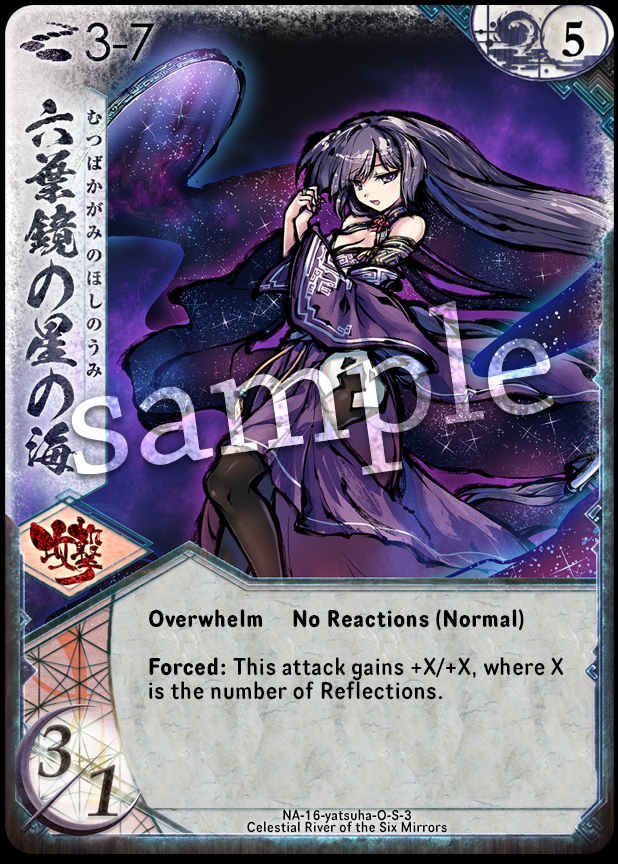 3-7
5
六葉鏡の星の海
むつばかがみのほしのうみ
sample
攻撃
Overwhelm No Reactions (Normal)
Forced: This attack gains +X/+X, where X
is the number of Reflections.
3/1
NA-16-yatsuha-O-S-3
Celestial River of the Six Mirrors